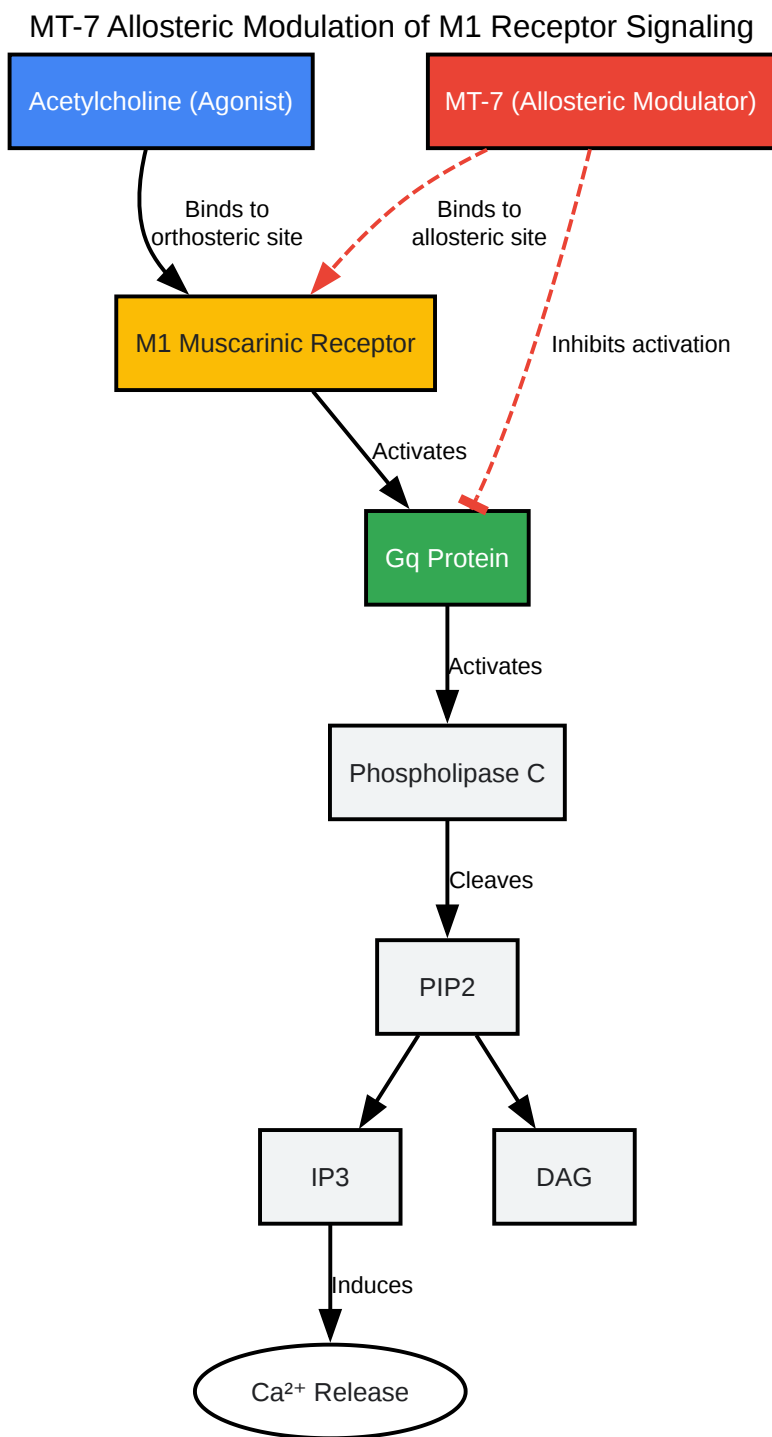 MT-7 Allosteric Modulation of M1 Receptor Signaling
Acetylcholine (Agonist)
MT-7 (Allosteric Modulator)
Binds to
orthosteric site
Binds to
allosteric site
M1 Muscarinic Receptor
Inhibits activation
Activates
Gq Protein
Activates
Phospholipase C
Cleaves
PIP2
IP3
DAG
Induces
Ca²⁺ Release